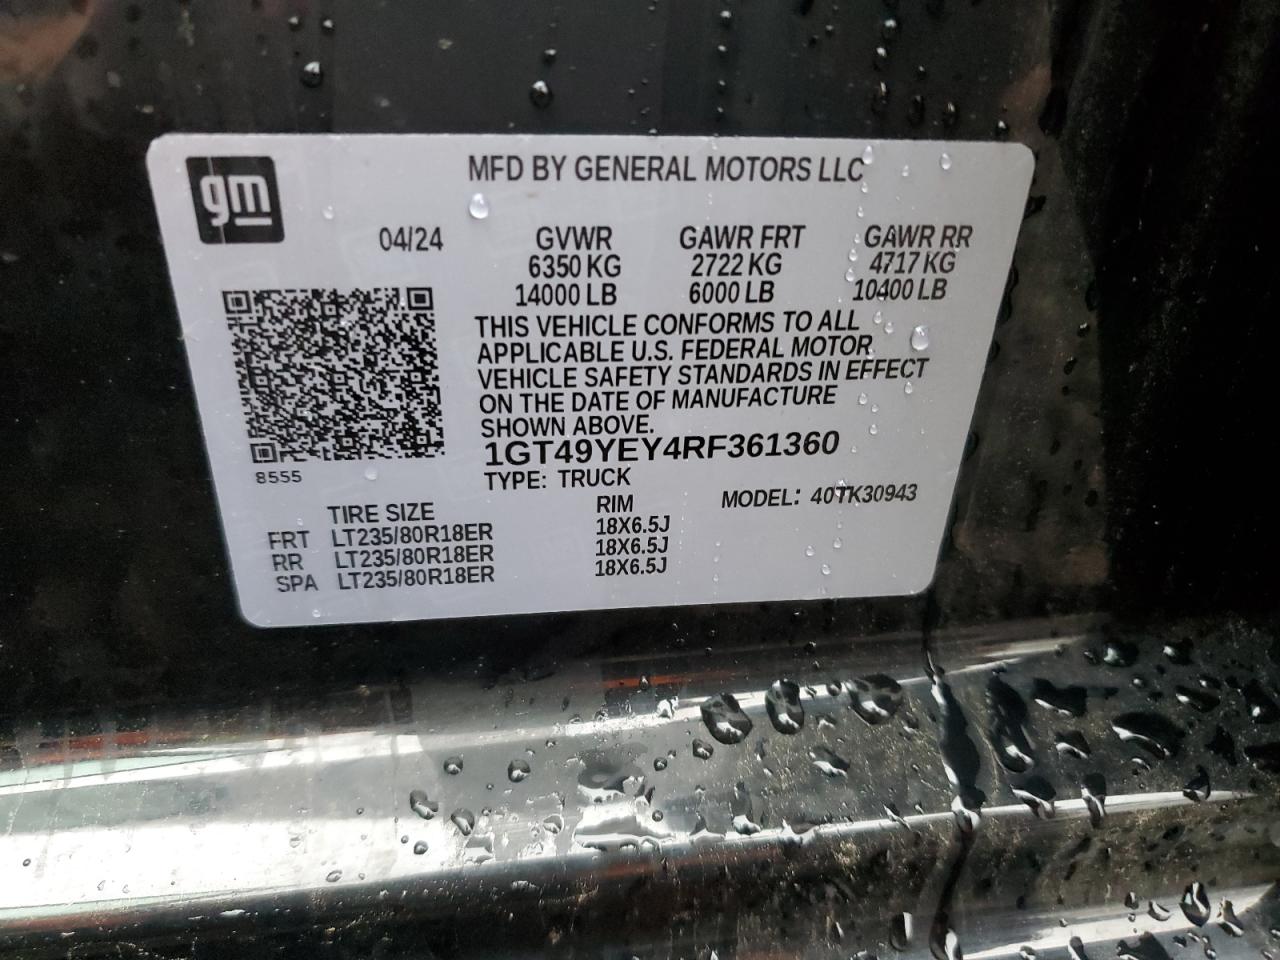 gm
MFD BY GENERAL MOTORS LLC
04/24 GVWR GAWR FRT GAWR RR
6350 KG 2722 KG 4717 KG
14000 LB 6000 LB 10400 LB
THIS VEHICLE CONFORMS TO ALL
APPLICABLE U.S. FEDERAL MOTOR
VEHICLE SAFETY STANDARDS IN EFFECT
ON THE DATE OF MANUFACTURE
SHOWN ABOVE.
1GT49YEY4RF361360
8555
TYPE: TRUCK
MODEL: 40TK30943
TIRE SIZE RIM
FRT LT235/80R18ER 18X6.5J
RR LT235/80R18ER 18X6.5J
SPA LT235/80R18ER 18X6.5J